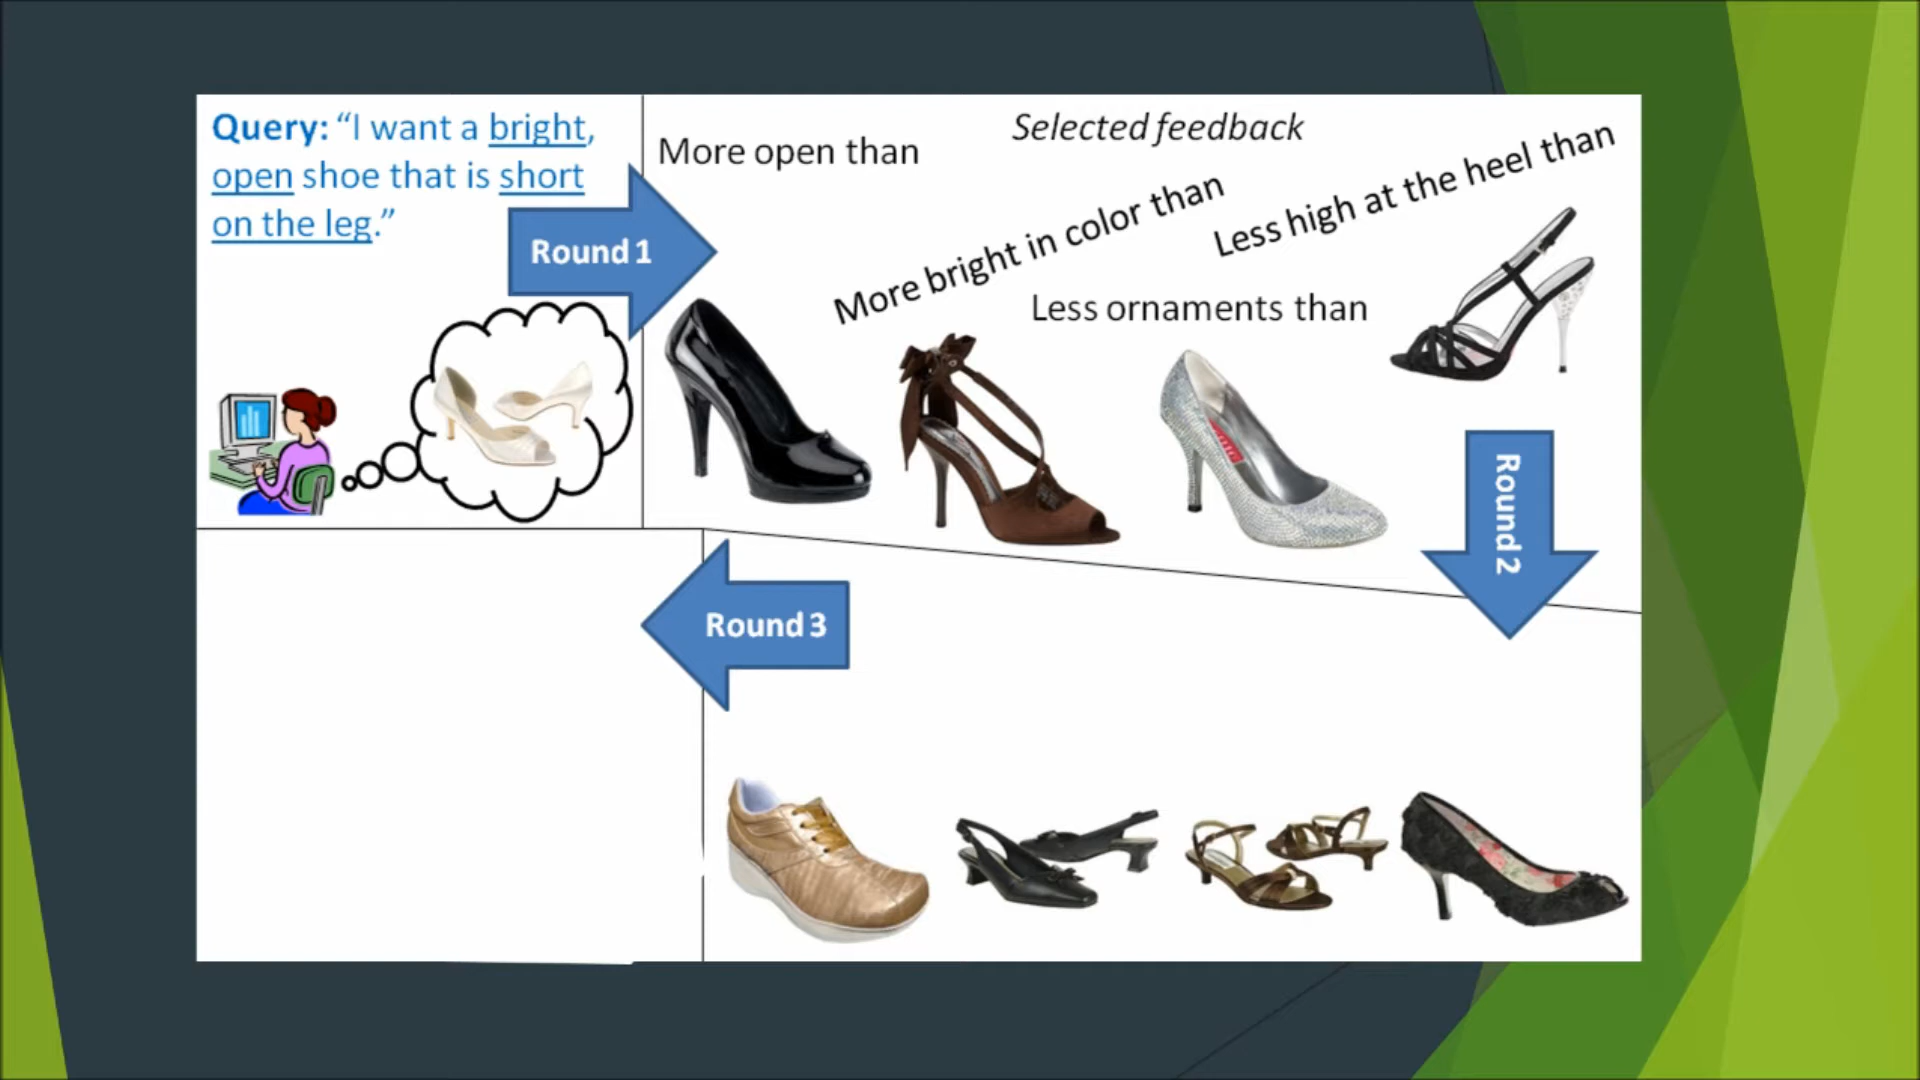 Query: “I want a bright,
open shoe that is short
on the leg.”
Round 1
Selected feedback
More open than
More bright in color than
Less ornaments than
Less high at the heel than
Round 2
Round 3